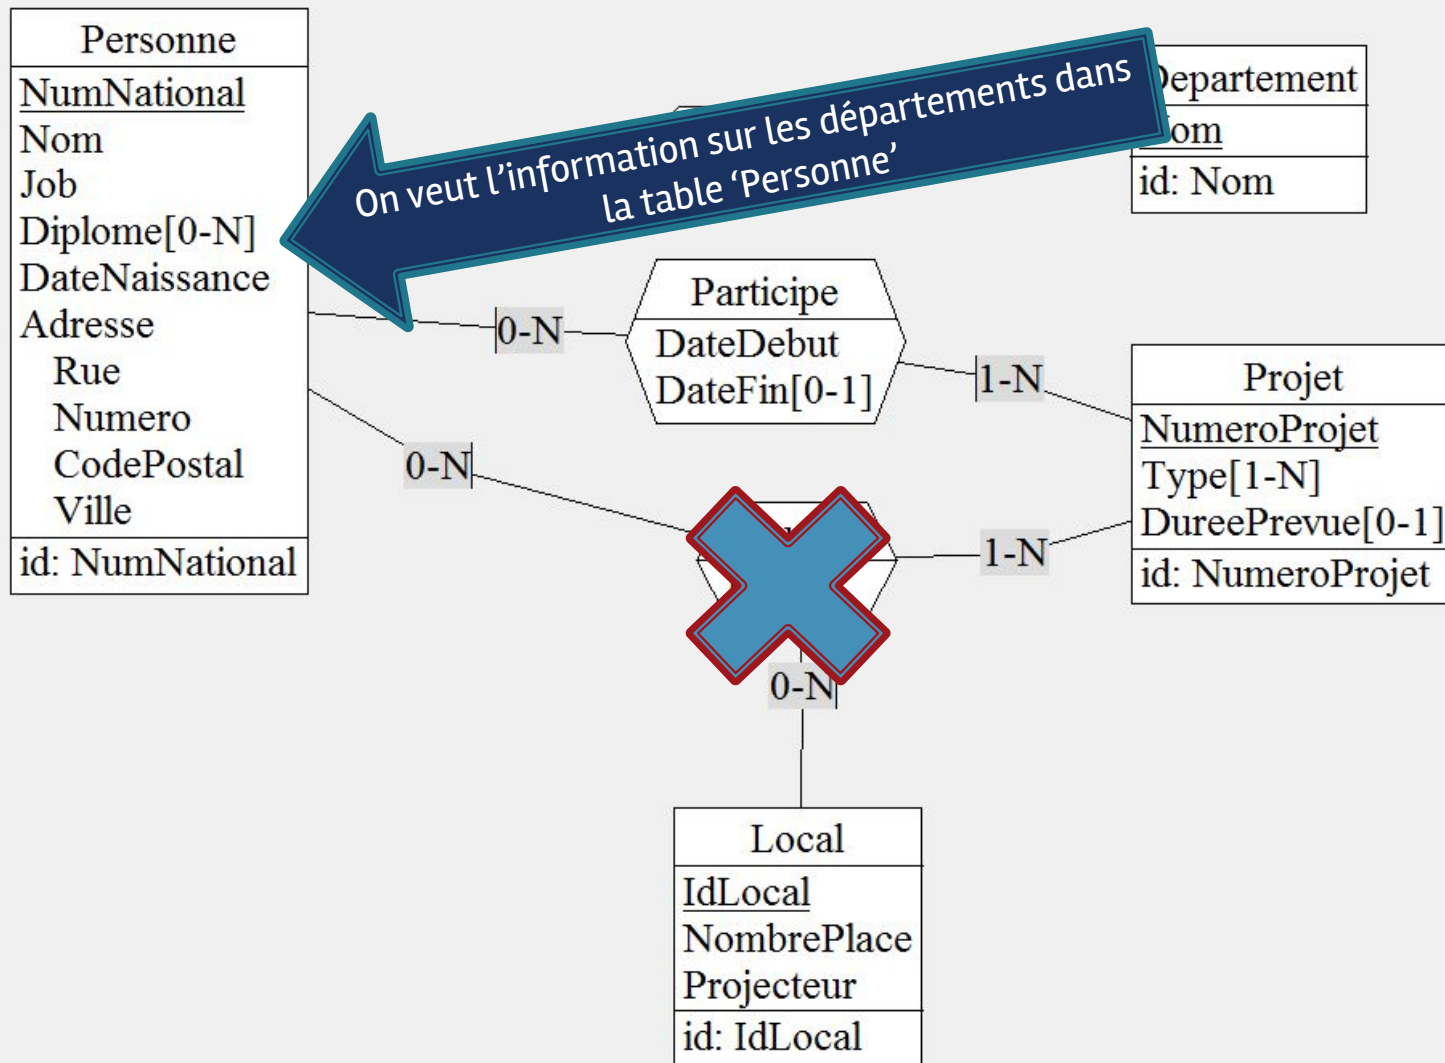 Personne
NumNational
Nom
Job
Diplome[0-N]
DateNaissance
Adresse
Rue
Numero
CodePostal
Ville
id: NumNational
On veut l’information sur les départements dans
la table ‘Personne’
Departement
Nom
id: Nom
Participe
DateDebut
DateFin[0-1]
0-N
1-N
Projet
NumeroProjet
Type[1-N]
DureePrevue[0-1]
id: NumeroProjet
0-N
1-N
0-N
Local
IdLocal
NombrePlace
Projecteur
id: IdLocal